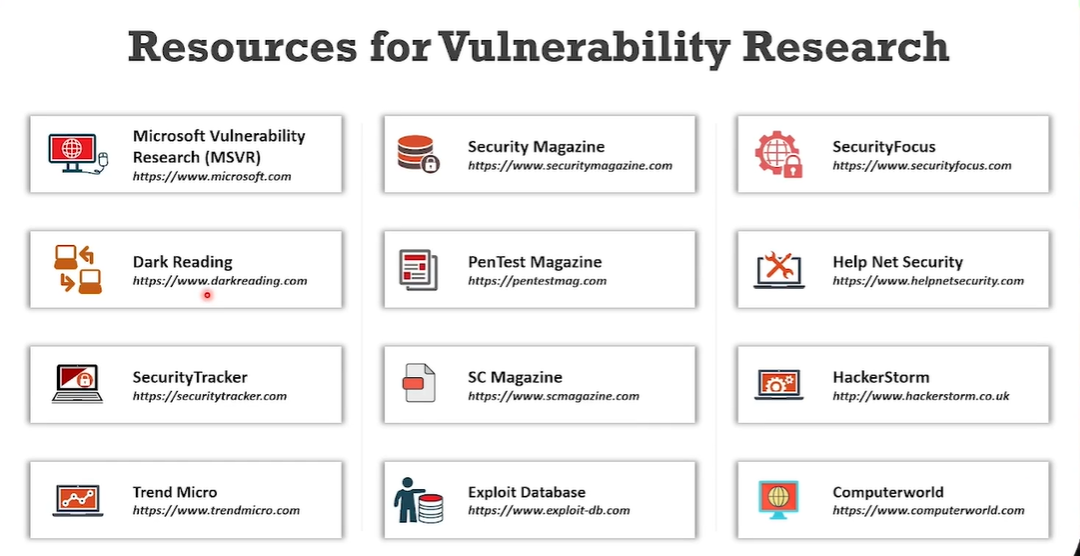 Resources for Vulnerability Research
Microsoft Vulnerability
Research (MSVR)
https://www.microsoft.com
Security Magazine
https://www.securitymagazine.com
SecurityFocus
https://www.securityfocus.com
Dark Reading
https://www.darkreading.com
PenTest Magazine
https://pentestmag.com
Help Net Security
https://www.helpnetsecurity.com
SecurityTracker
https://securitytracker.com
SC Magazine
https://www.scmagazine.com
HackerStorm
http://www.hackerstorm.co.uk
Trend Micro
https://www.trendmicro.com
Exploit Database
https://www.exploit-db.com
Computerworld
https://www.computerworld.com